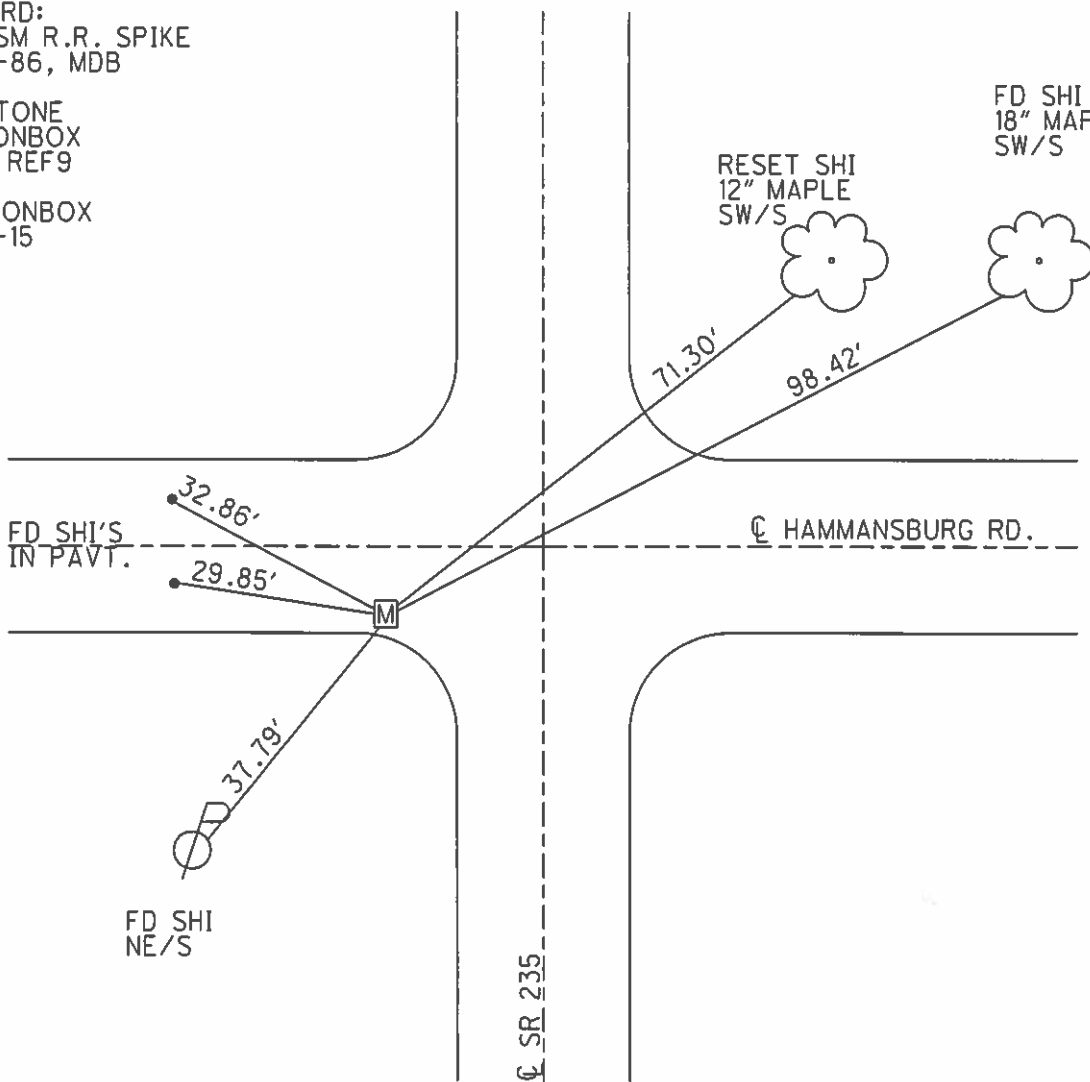 RD:
SM R.R. SPIKE
-86, MDB
TONE
ONBOX
REF9
ONBOX
-15
FD SHI
18" MAP
SW/S
RESET SHI
12" MAPLE
SW/S
71.30'
98.42'
32.86'
FD SHI'S
IN PAVT.
℄ HAMMANSBURG RD.
29.85'
M
37.79'
FD SHI
NE/S
℄ SR 235